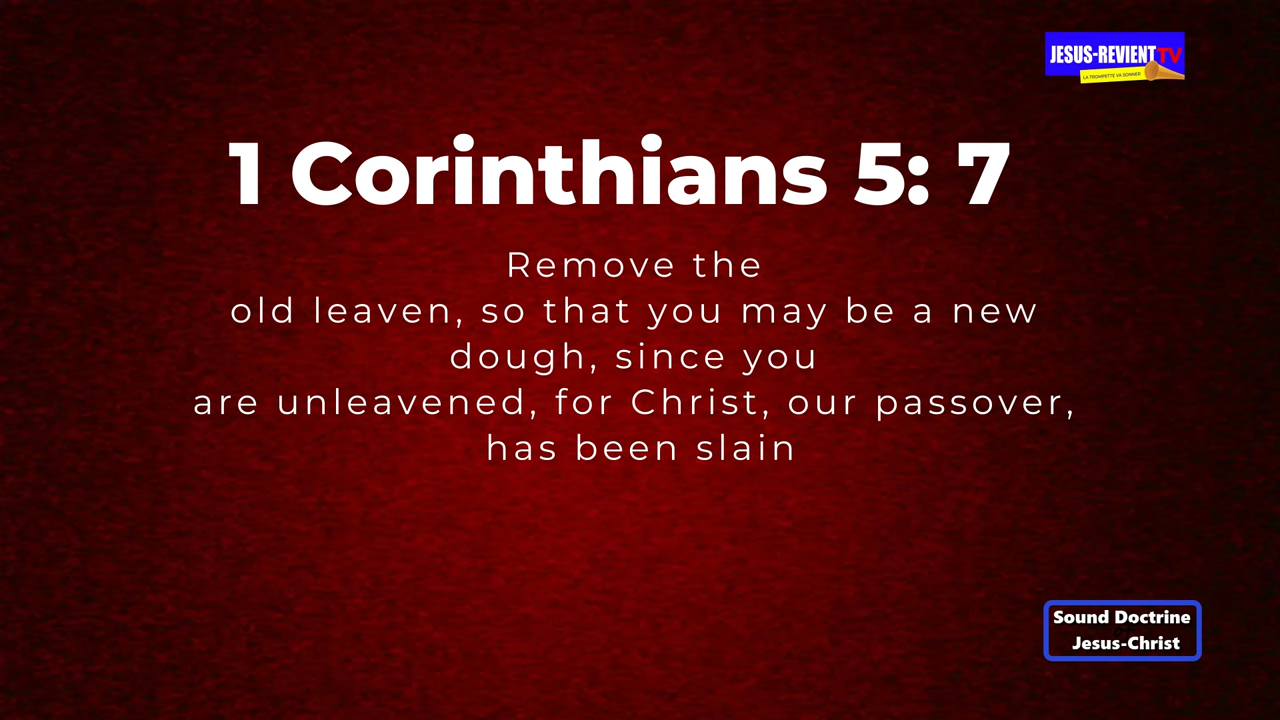 JESUS-REVIENT TV
LA TROMPETTE VA SONNER
1 Corinthians 5: 7
Remove the
old leaven, so that you may be a new
dough, since you
are unleavened, for Christ, our passover,
has been slain
Sound Doctrine
Jesus-Christ